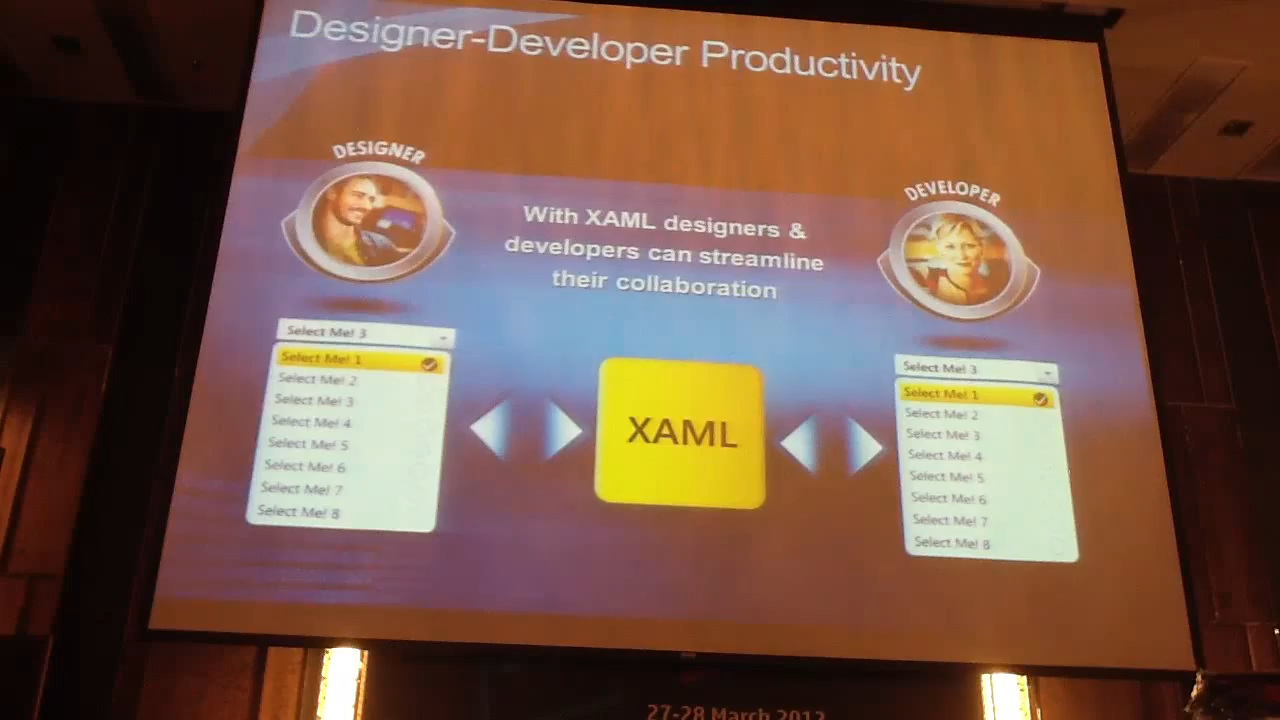 Designer-Developer Productivity
DESIGNER
DEVELOPER
With XAML designers &
developers can streamline
their collaboration
Select Me! 3
Select Me! 1
Select Me! 2
Select Me! 3
Select Me! 4
Select Me! 5
Select Me! 6
Select Me! 7
Select Me! 8
XAML
Select Me! 3
Select Me! 1
Select Me! 2
Select Me! 3
Select Me! 4
Select Me! 5
Select Me! 6
Select Me! 7
Select Me! 8
27-28 March 2012